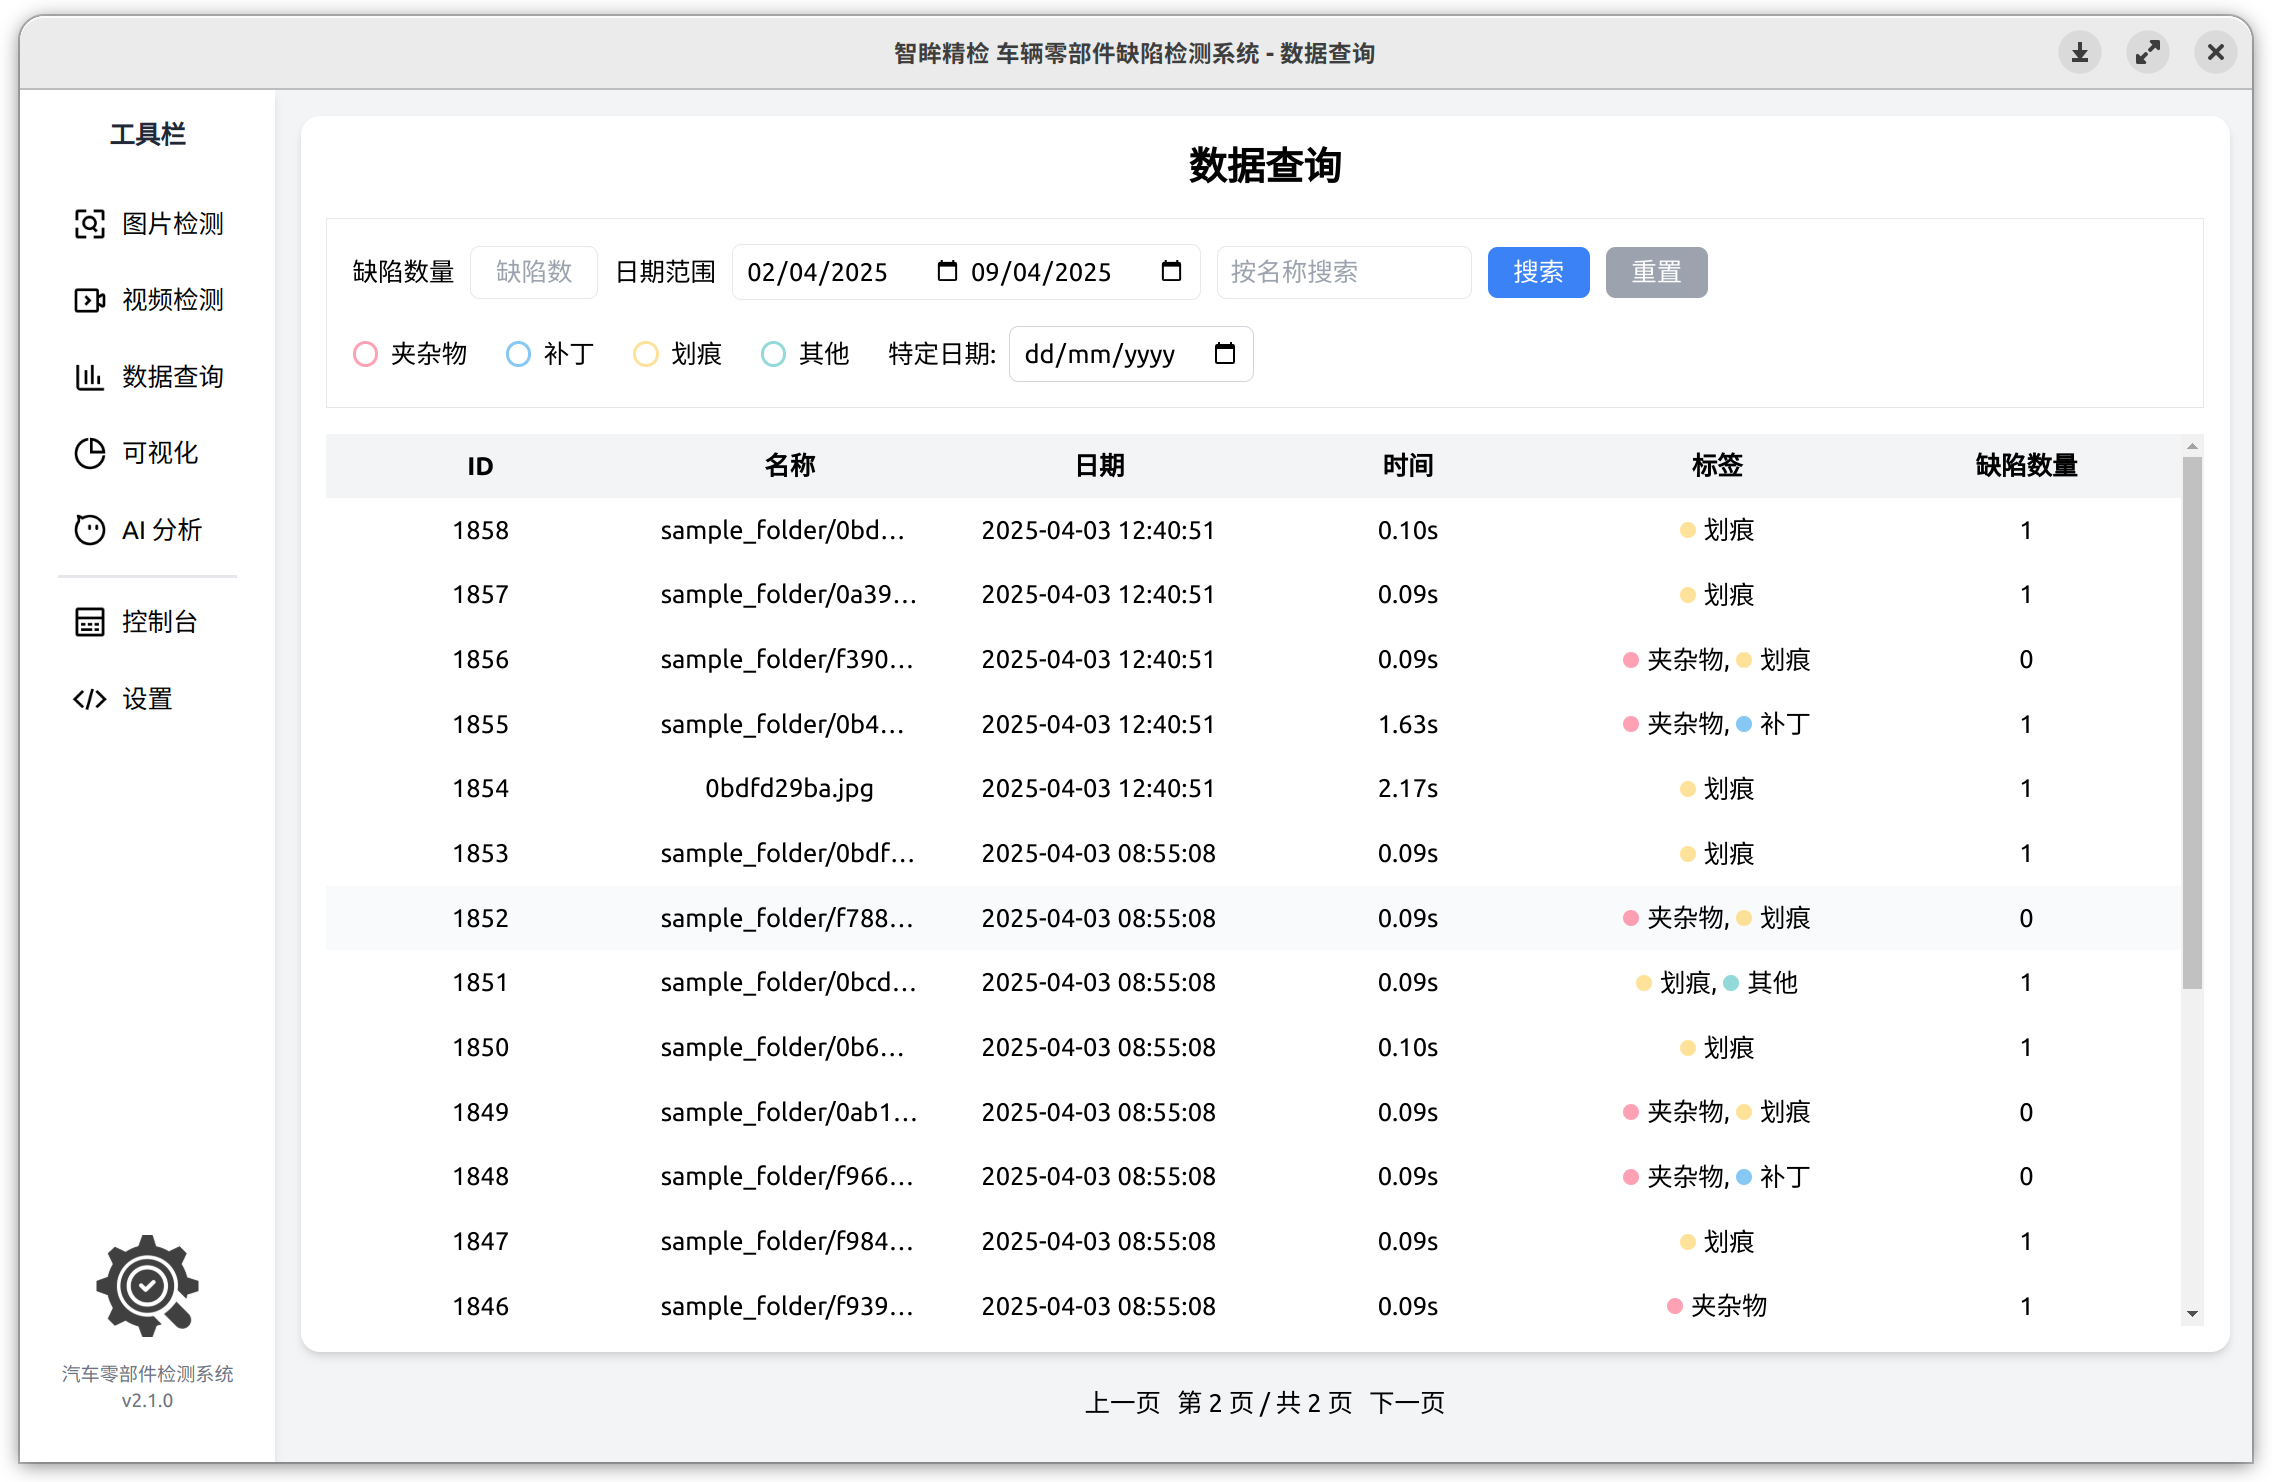 智眸精检 车辆零部件缺陷检测系统 - 数据查询
工具栏
图片检测
视频检测
数据查询
可视化
AI 分析
控制台
设置
汽车零部件检测系统
v2.1.0
数据查询
缺陷数量 缺陷数 日期范围 02/04/2025 09/04/2025 按名称搜索 搜索 重置
夹杂物 补丁 划痕 其他 特定日期: dd/mm/yyyy
ID 名称 日期 时间 标签 缺陷数量
1858 sample_folder/0bd... 2025-04-03 12:40:51 0.10s 划痕 1
1857 sample_folder/0a39... 2025-04-03 12:40:51 0.09s 划痕 1
1856 sample_folder/f390... 2025-04-03 12:40:51 0.09s 夹杂物, 划痕 0
1855 sample_folder/0b4... 2025-04-03 12:40:51 1.63s 夹杂物, 补丁 1
1854 0bdfd29ba.jpg 2025-04-03 12:40:51 2.17s 划痕 1
1853 sample_folder/0bdf... 2025-04-03 08:55:08 0.09s 划痕 1
1852 sample_folder/f788... 2025-04-03 08:55:08 0.09s 夹杂物, 划痕 0
1851 sample_folder/0bcd... 2025-04-03 08:55:08 0.09s 划痕, 其他 1
1850 sample_folder/0b6... 2025-04-03 08:55:08 0.10s 划痕 1
1849 sample_folder/0ab1... 2025-04-03 08:55:08 0.09s 夹杂物, 划痕 0
1848 sample_folder/f966... 2025-04-03 08:55:08 0.09s 夹杂物, 补丁 0
1847 sample_folder/f984... 2025-04-03 08:55:08 0.09s 划痕 1
1846 sample_folder/f939... 2025-04-03 08:55:08 0.09s 夹杂物 1
上一页 第 2 页 / 共 2 页 下一页